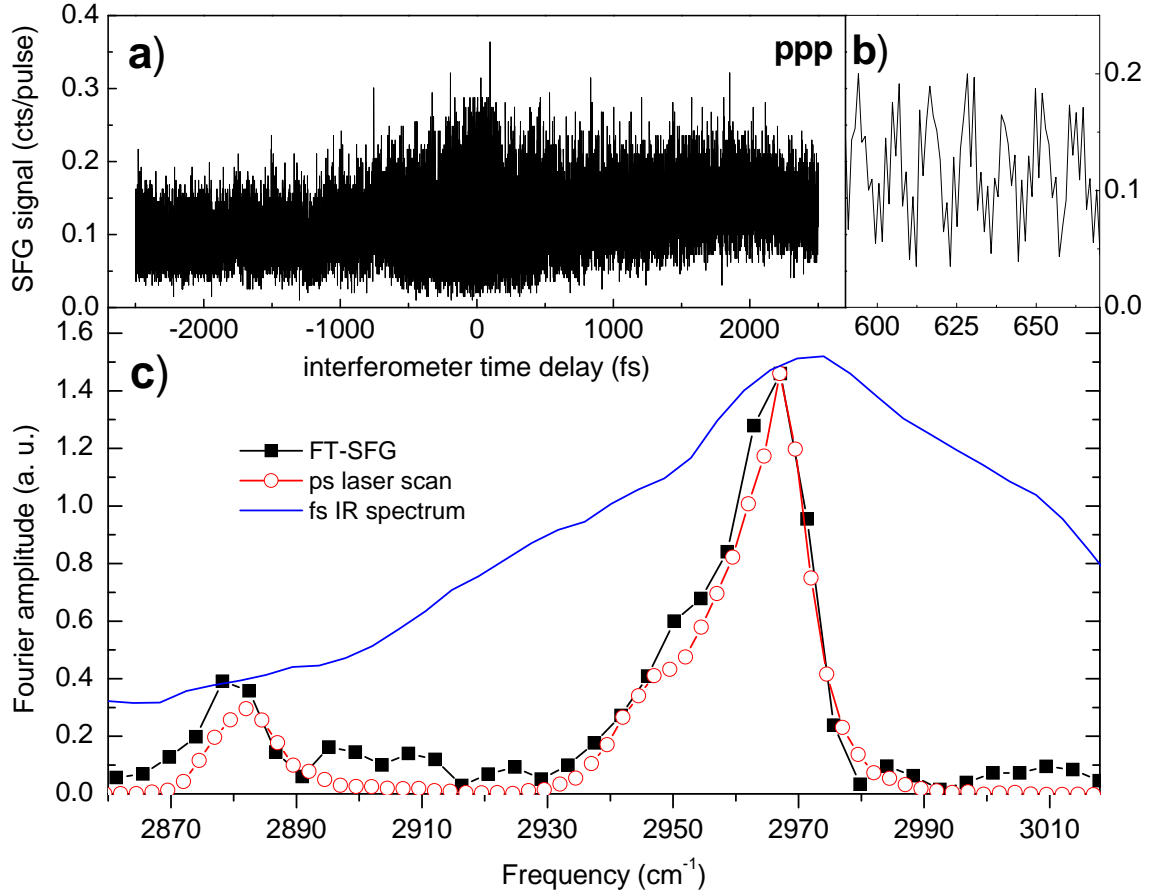 a)
ppp
b)
SFG signal (cts/pulse)
0.4
0.3
0.2
0.1
0.0
0.2
0.1
0.0
-2000 -1000 0 1000 2000
600 625 650
interferometer time delay (fs)
c)
Fourier amplitude (a. u.)
1.6
1.4
1.2
1.0
0.8
0.6
0.4
0.2
0.0
FT-SFG
ps laser scan
fs IR spectrum
2870 2890 2910 2930 2950 2970 2990 3010
Frequency (cm⁻¹)